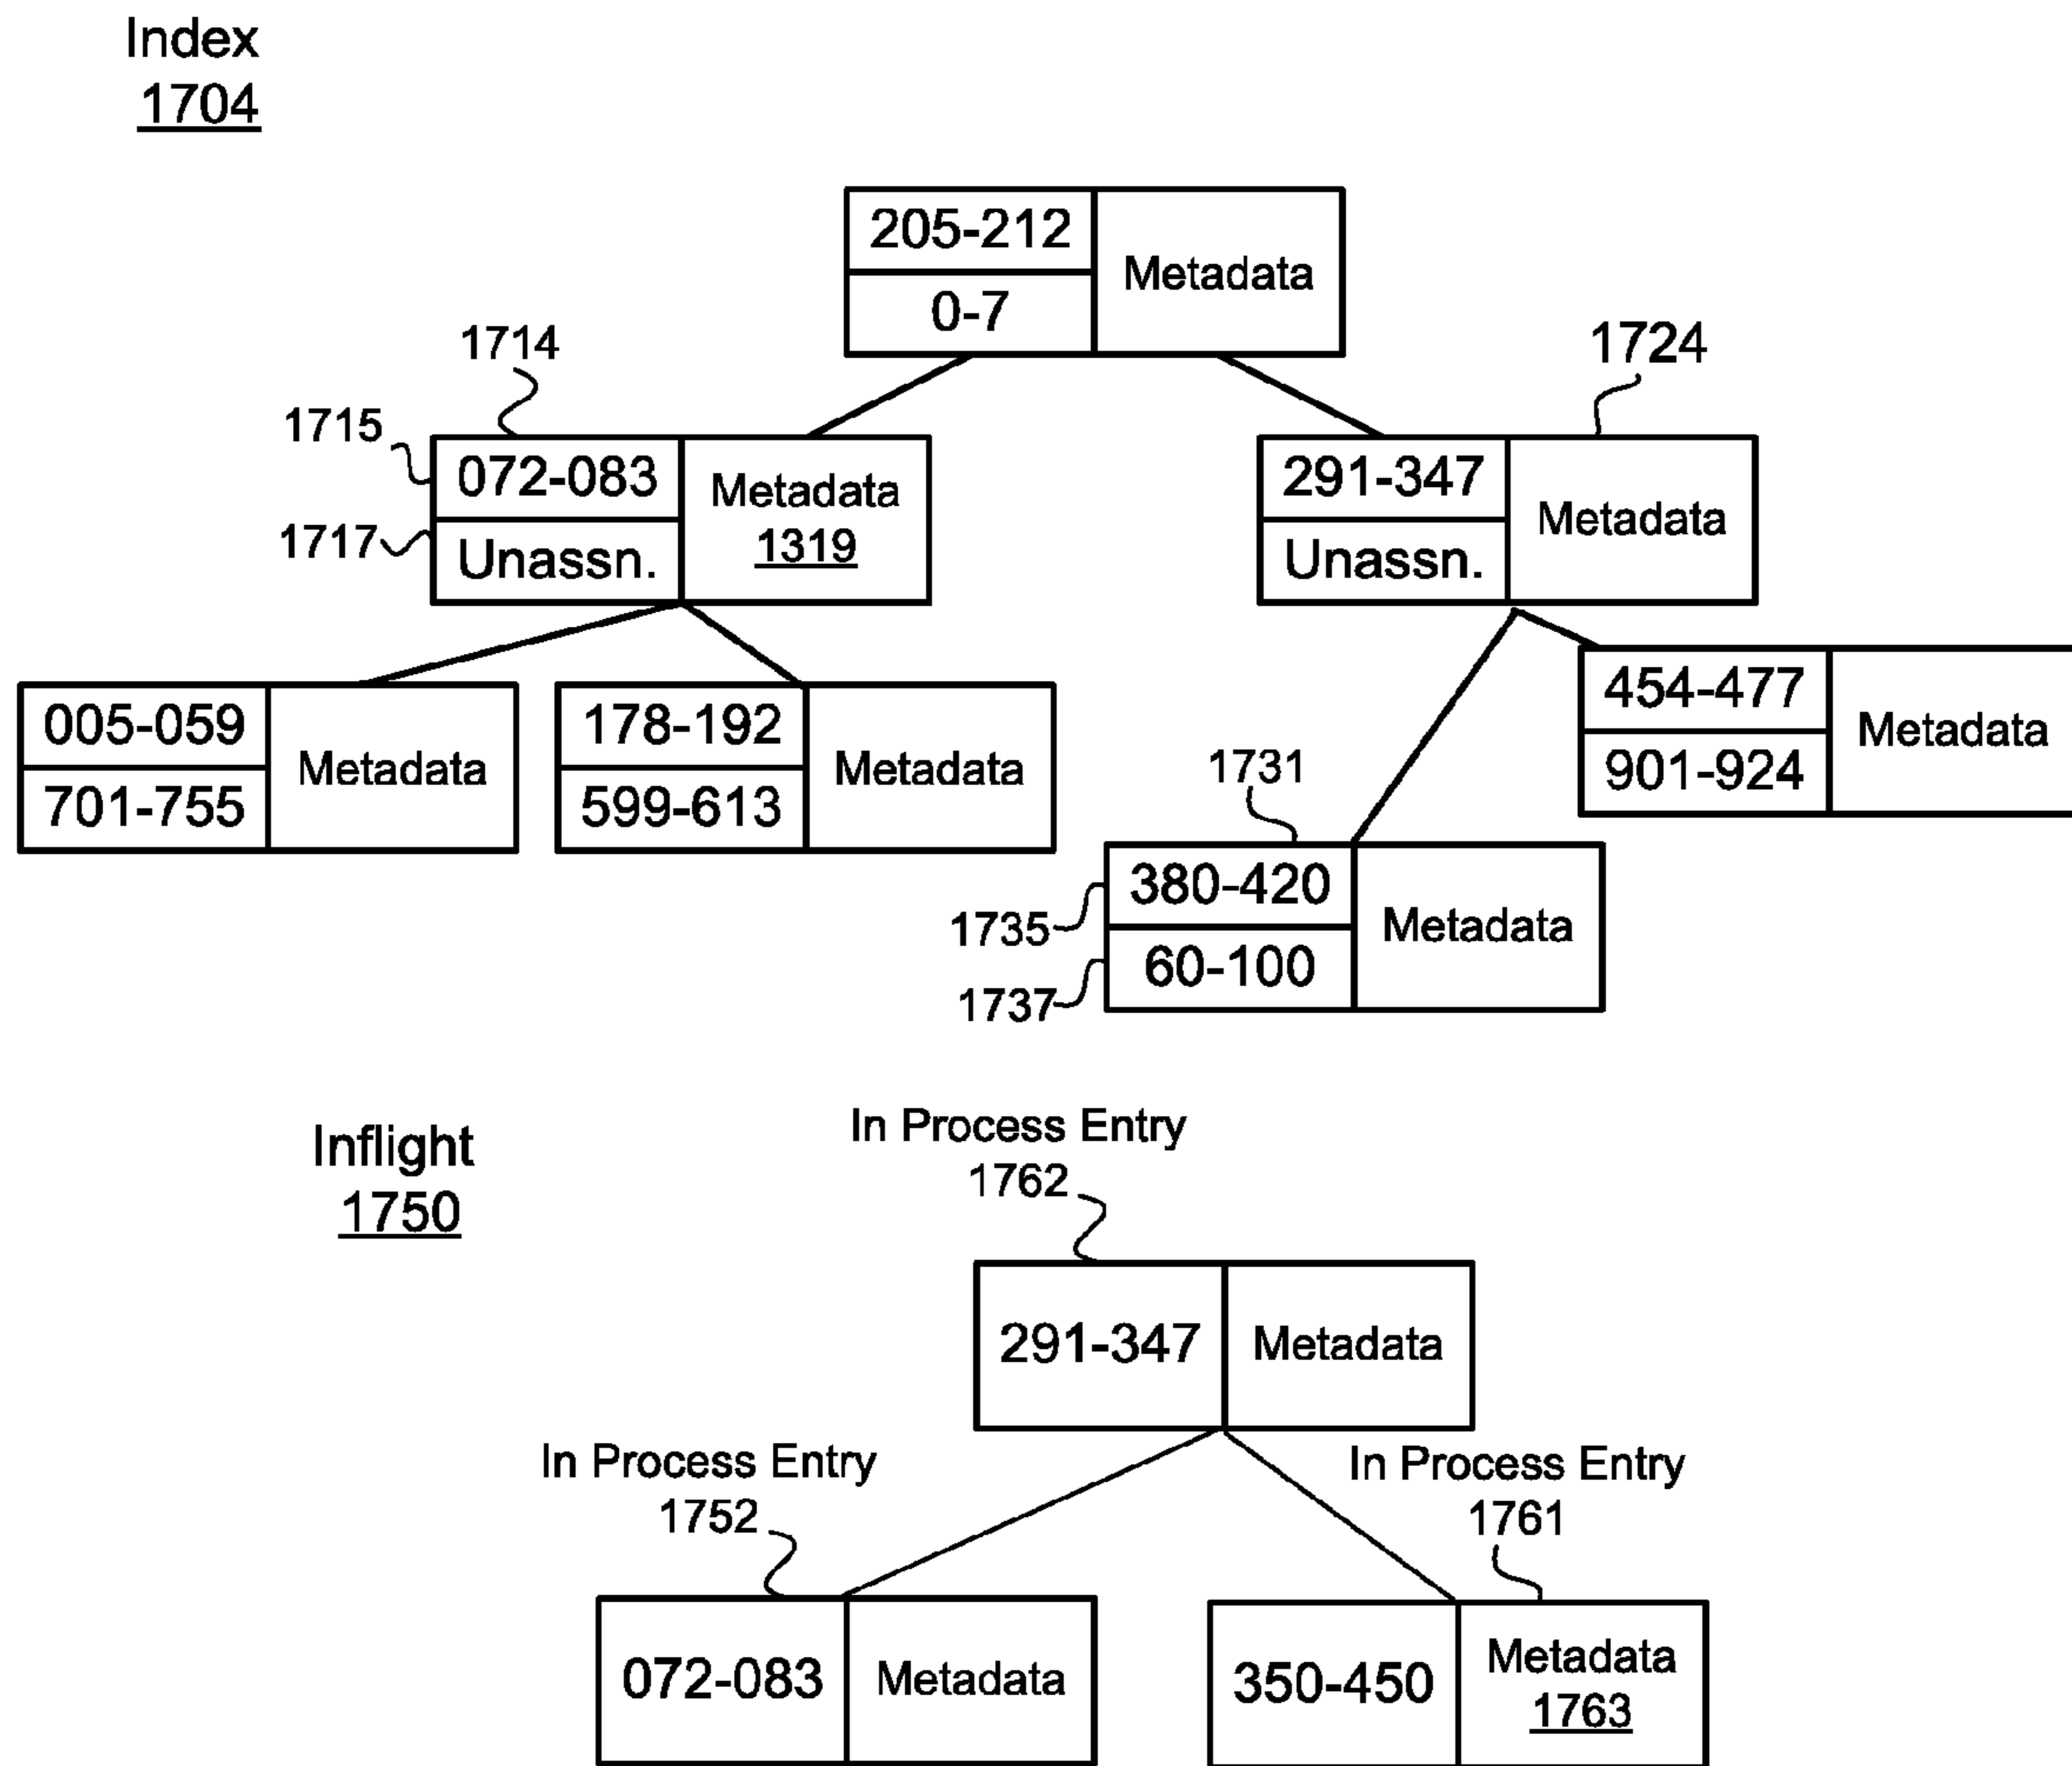 Index
1704
205-212
Metadata
0-7
1714
1724
1715
072-083
Metadata
1319
1717
Unassn.
291-347
Metadata
Unassn.
005-059
Metadata
701-755
178-192
Metadata
599-613
454-477
Metadata
901-924
1731
1735
380-420
Metadata
1737
60-100
Inflight
1750
In Process Entry
1762
291-347
Metadata
In Process Entry
1752
In Process Entry
1761
072-083
Metadata
350-450
Metadata
1763